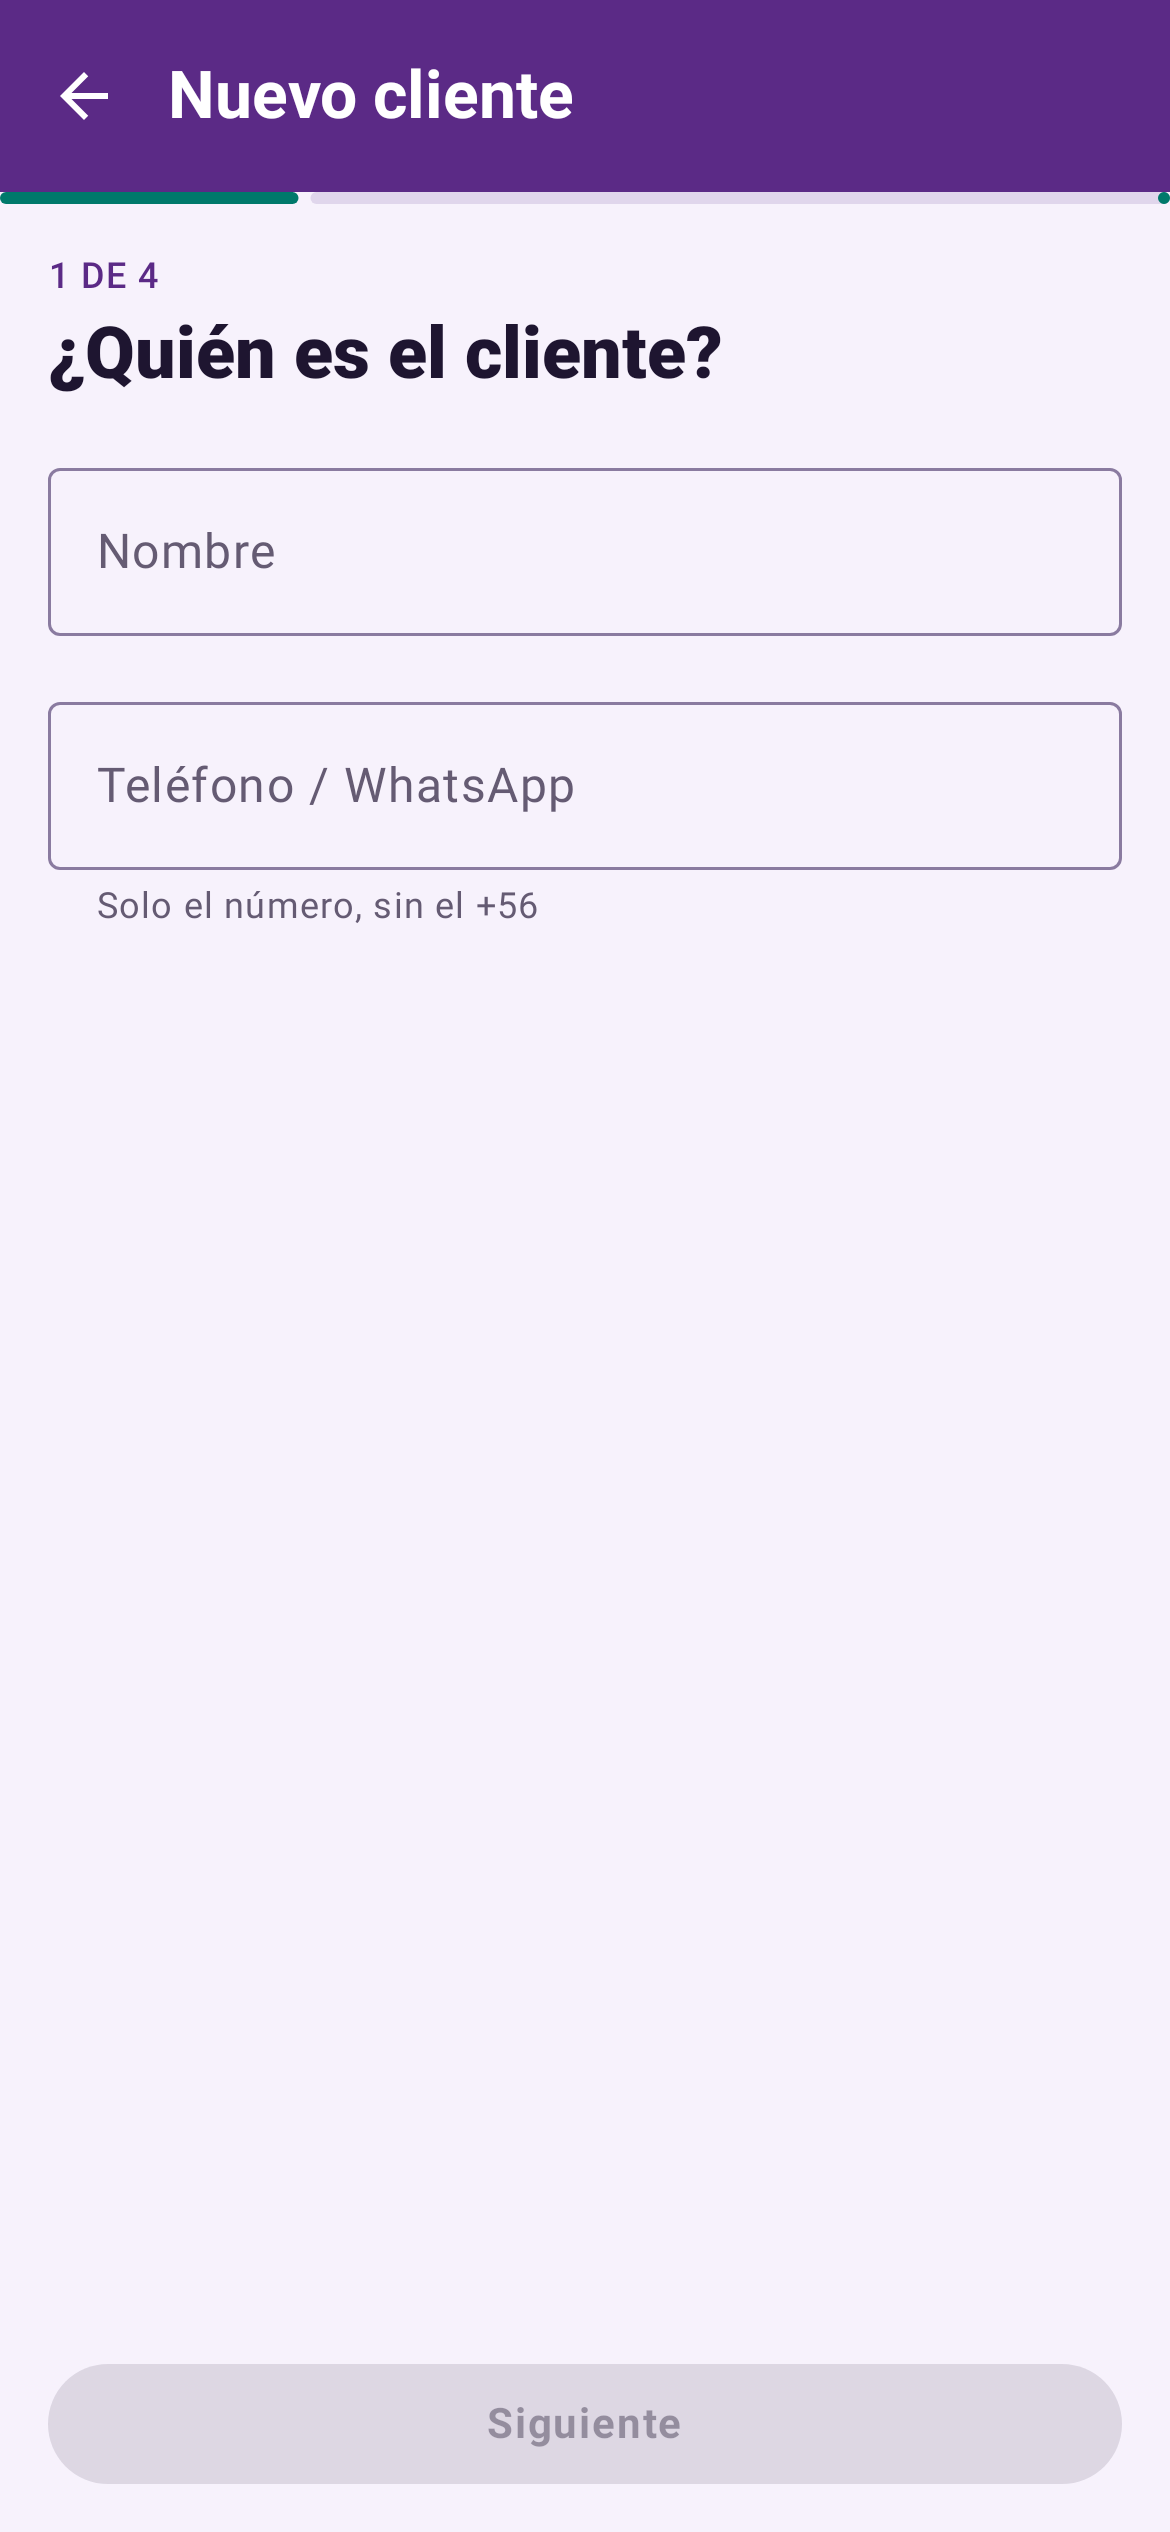 Nuevo cliente
1 DE 4
¿Quién es el cliente?
Nombre
Teléfono / WhatsApp
Solo el número, sin el +56
Siguiente